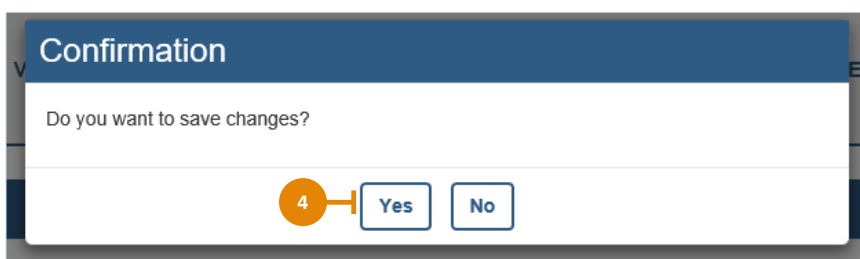 Confirmation
V
E
Do you want to save changes?
4 Yes No